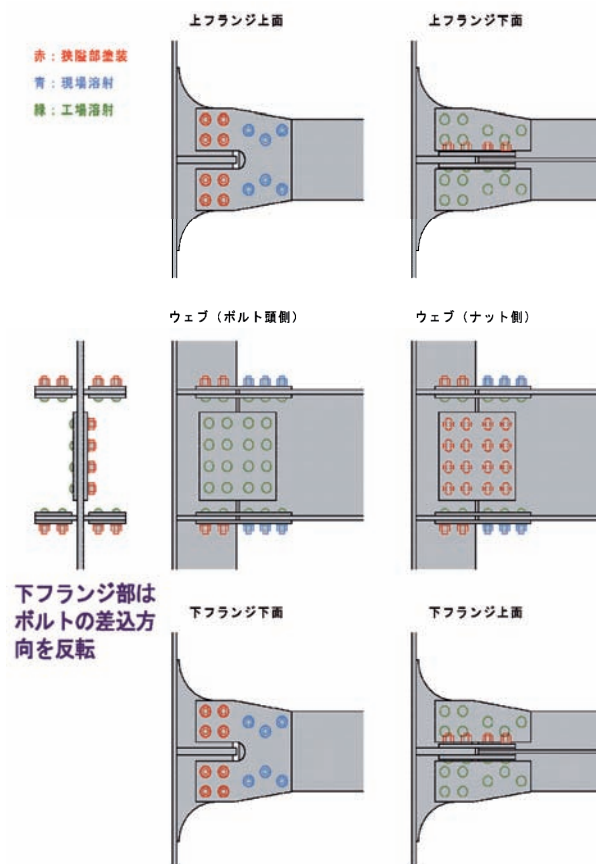 上フランジ上面
上フランジ下面
赤：狭隘部塗装
青：現場溶射
緑：工場溶射
ウェブ（ボルト頭側）
ウェブ（ナット側）
下フランジ部は
ボルトの差込方
向を反転
下フランジ下面
下フランジ上面